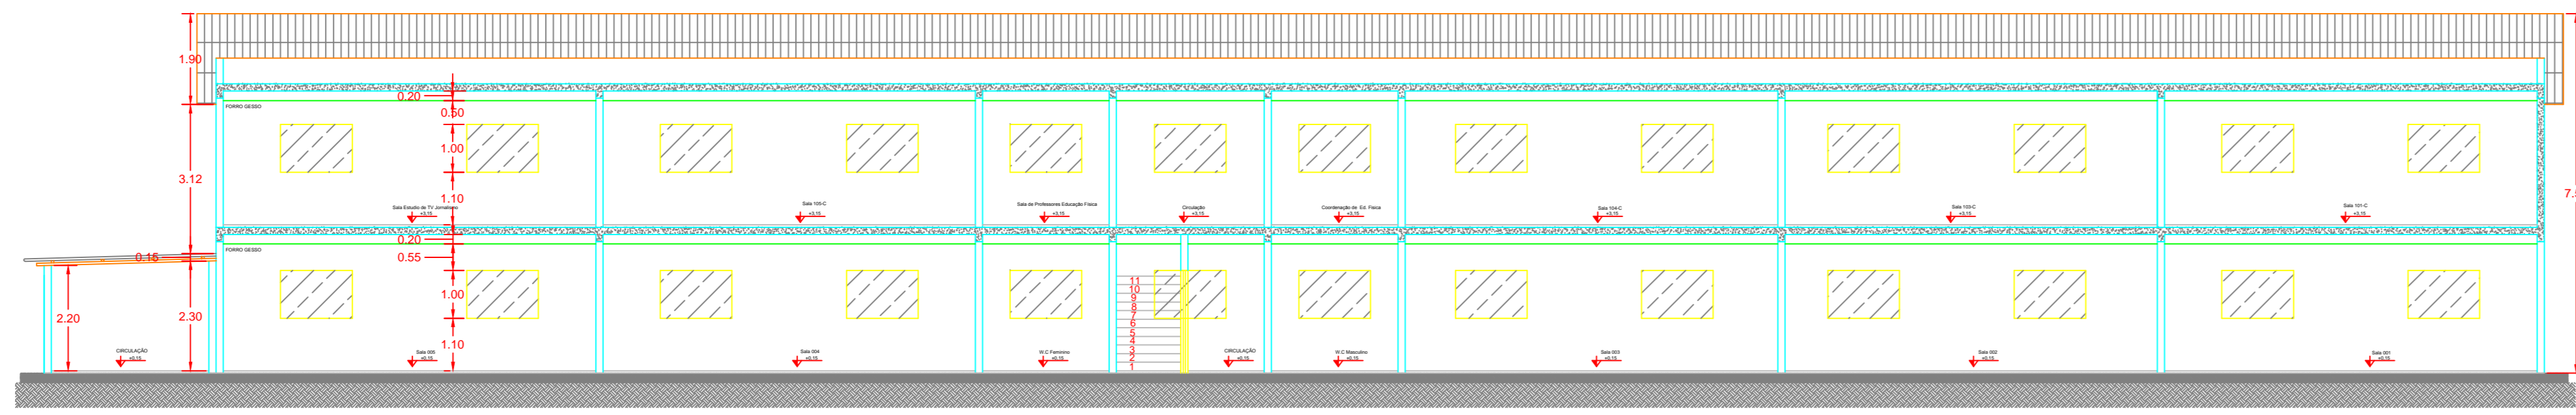 1.90
0.20
FORRO GESSO
0.50
1.00
3.12
1.10
Sala Estudio de TV Jornalismo
+3,15
Sala 105-C
+3,15
Sala de Professores Educação Física
+3,15
Circulação
+3,15
Coordenação de Ed. Física
+3,15
Sala 104-C
+3,15
Sala 103-C
+3,15
Sala 101-C
+3,15
0.20
FORRO GESSO
0.15
0.55
1.00
2.20
2.30
11
10
9
8
7
6
5
4
3
2
1
1.10
CIRCULAÇÃO
+0,15
Sala 005
+0,15
Sala 004
+0,15
W.C Feminino
+0,15
CIRCULAÇÃO
+0,15
W.C Masculino
+0,15
Sala 003
+0,15
Sala 002
+0,15
Sala 001
+0,15